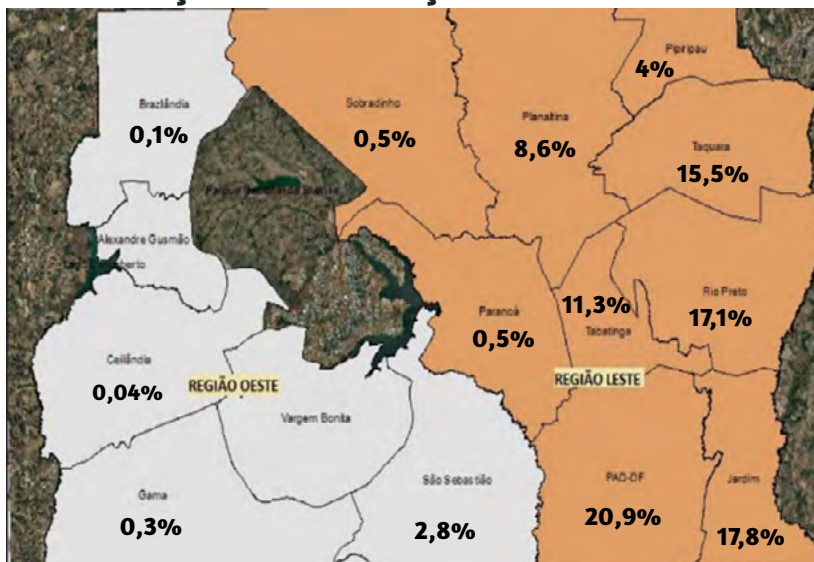 Pipiripau
4%
Brazlândia
0,1%
Sobradinho
0,5%
Planaltina
8,6%
Taquara
15,5%
Parque
Alexandre Gusmão
Rio Preto
17,1%
11,3%
Tabatinga
Paranoá
0,5%
Ceilândia
0,04%
REGIÃO OESTE
REGIÃO LESTE
Vargem Bonita
São Sebastião
2,8%
PAD-DF
20,9%
Jardim
17,8%
Gama
0,3%